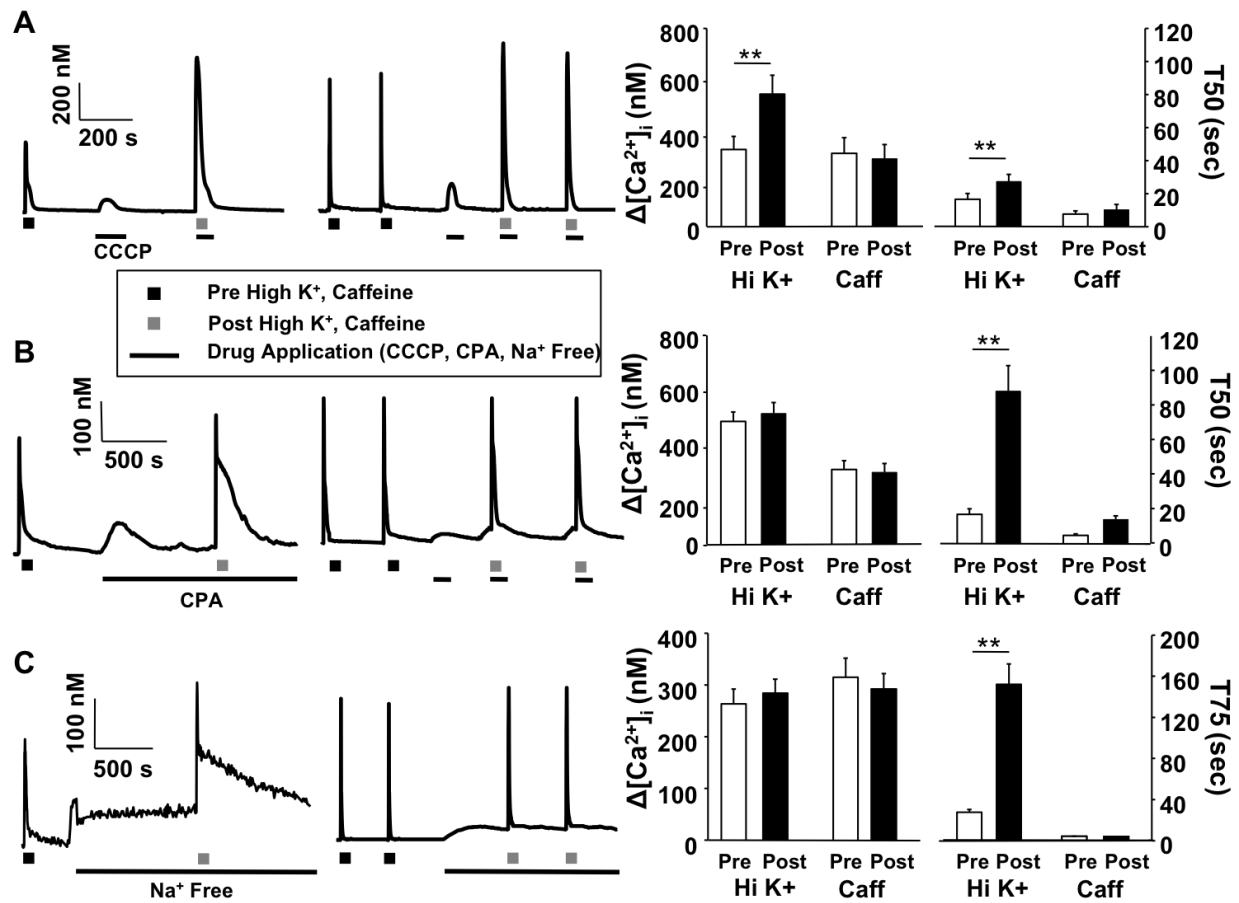 A
200 nM
200 s
CCCP
800
600
400
200
0
Δ[Ca²⁺]ᵢ (nM)
**
**
120
100
80
60
40
20
0
T50 (sec)
Pre Post Pre Post Pre Post Pre Post
Hi K+ Caff Hi K+ Caff
Pre High K⁺, Caffeine
Post High K⁺, Caffeine
Drug Application (CCCP, CPA, Na⁺ Free)
B
100 nM
500 s
CPA
800
600
400
200
0
Δ[Ca²⁺]ᵢ (nM)
**
120
100
80
60
40
20
0
T50 (sec)
Pre Post Pre Post Pre Post Pre Post
Hi K+ Caff Hi K+ Caff
C
100 nM
500 s
Na⁺ Free
400
300
200
100
0
Δ[Ca²⁺]ᵢ (nM)
**
200
160
120
80
40
0
T75 (sec)
Pre Post Pre Post Pre Post Pre Post
Hi K+ Caff Hi K+ Caff